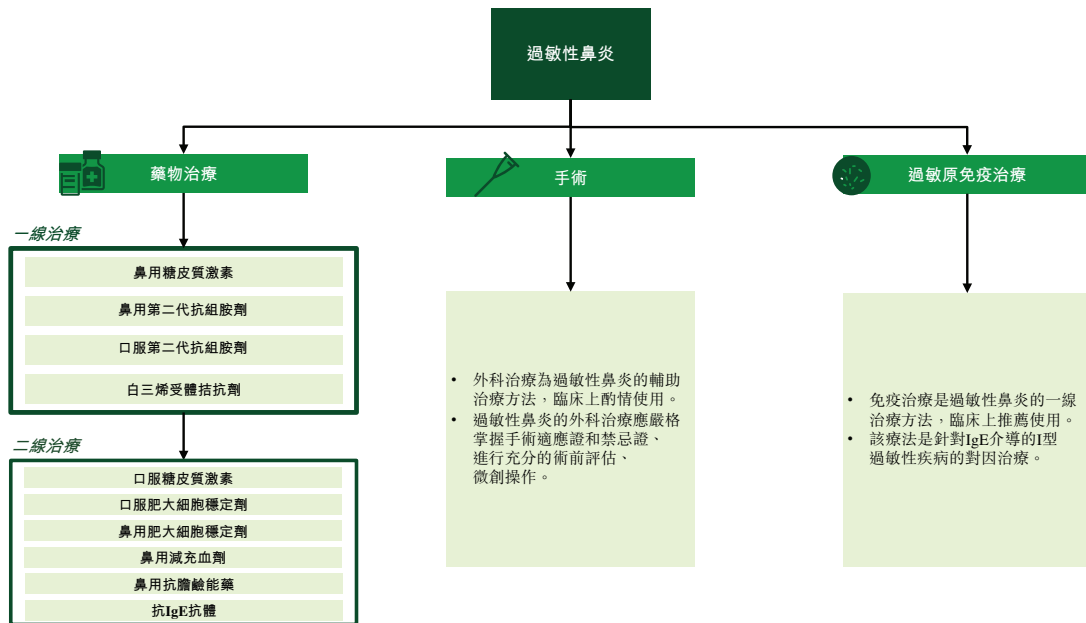 過敏性鼻炎
藥物治療
手術
過敏原免疫治療
一線治療
鼻用糖皮質激素
鼻用第二代抗組胺劑
口服第二代抗組胺劑
白三烯受體拮抗劑
二線治療
口服糖皮質激素
口服肥大細胞穩定劑
鼻用肥大細胞穩定劑
鼻用減充血劑
鼻用抗膽鹼能藥
抗IgE抗體
• 外科治療為過敏性鼻炎的輔助
治療方法，臨床上酌情使用。
• 過敏性鼻炎的外科治療應嚴格
掌握手術適應證和禁忌證、
進行充分的術前評估、
微創操作。
• 免疫治療是過敏性鼻炎的一線
治療方法，臨床上推薦使用。
• 該療法是針對IgE介導的I型
過敏性疾病的對因治療。